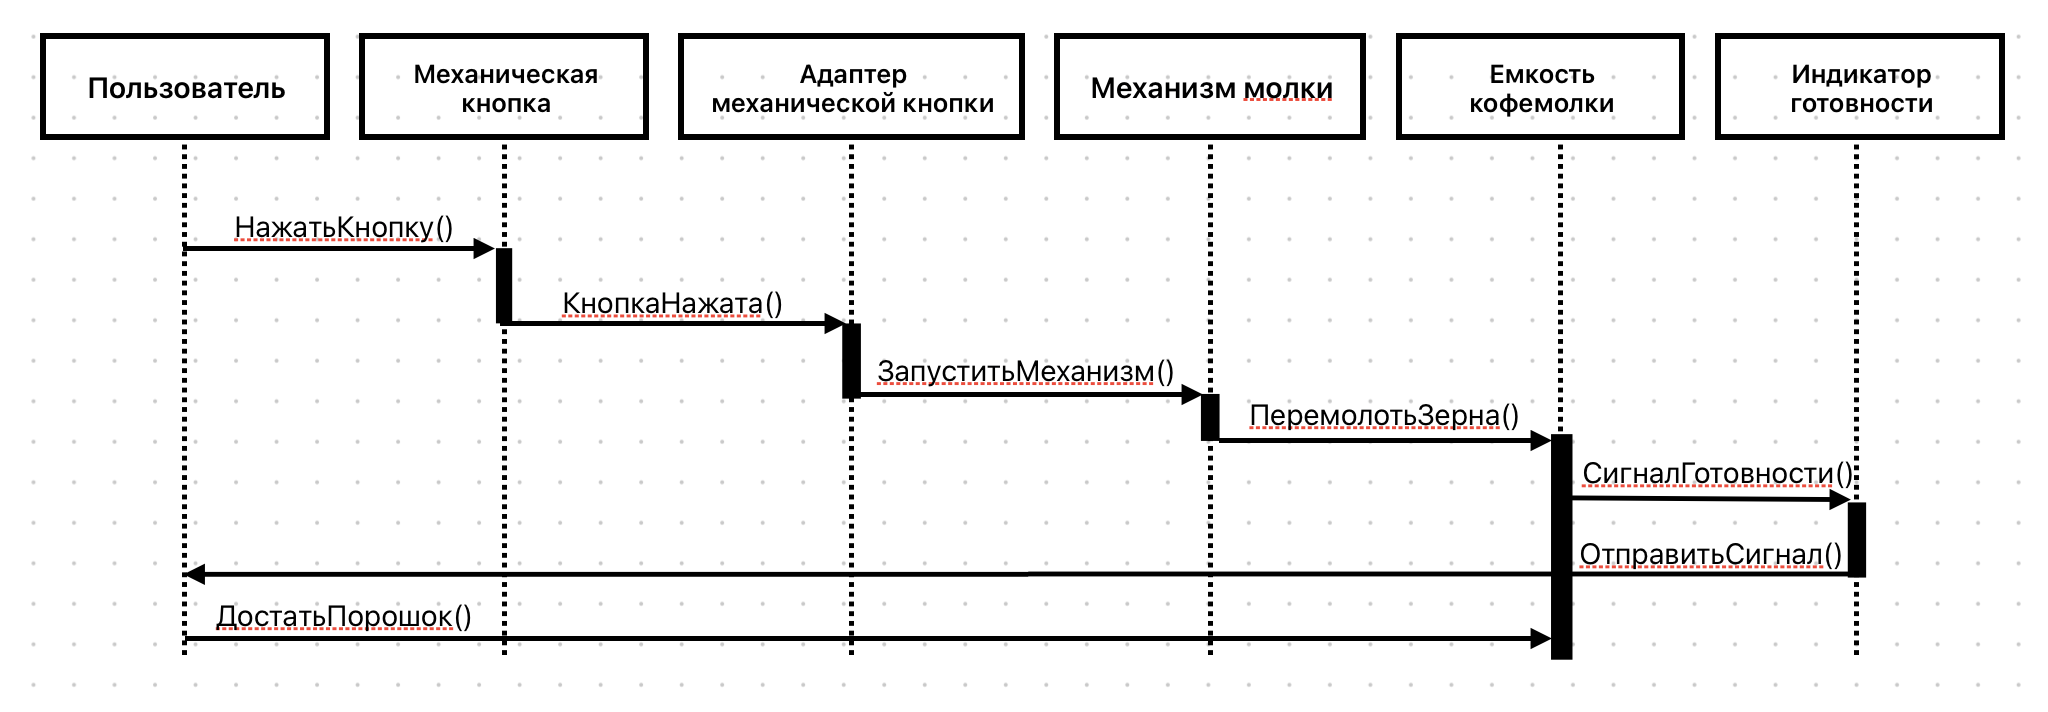 Пользователь
Механическая
кнопка
Адаптер
механической кнопки
Механизм молки
Емкость
кофемолки
Индикатор
готовности
НажатьКнопку()
КнопкаНажата()
ЗапуститьМеханизм()
ПеремолотьЗерна()
СигналГотовности()
ОтправитьСигнал()
ДостатьПорошок()